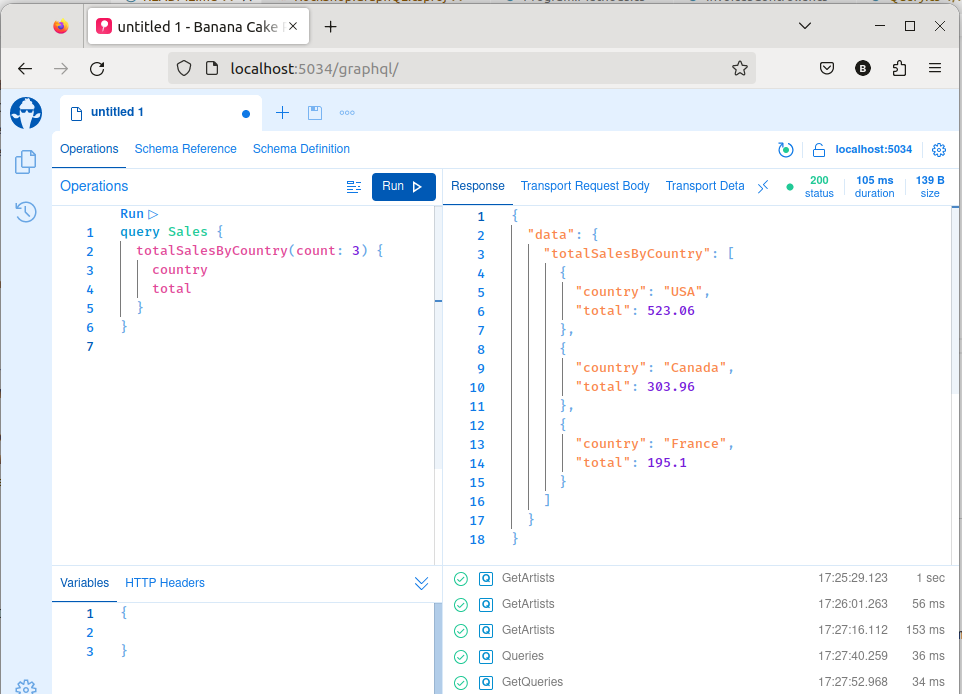 untitled 1 - Banana Cake
localhost:5034/graphql/
B
untitled 1
Operations Schema Reference Schema Definition localhost:5034
Operations Run
Response Transport Request Body Transport Data 200 status 105 ms duration 139 B size
Run
1 query Sales {
2 totalSalesByCountry(count: 3) {
3 country
4 total
5 }
6 }
7
1 {
2 "data": {
3 "totalSalesByCountry": [
4 {
5 "country": "USA",
6 "total": 523.06
7 },
8 {
9 "country": "Canada",
10 "total": 303.96
11 },
12 {
13 "country": "France",
14 "total": 195.1
15 }
16 ]
17 }
18 }
Variables HTTP Headers
1 {
2
3 }
Q GetArtists 17:25:29.123 1 sec
Q GetArtists 17:26:01.263 56 ms
Q GetArtists 17:27:16.112 153 ms
Q Queries 17:27:40.259 36 ms
Q GetQueries 17:27:52.968 34 ms